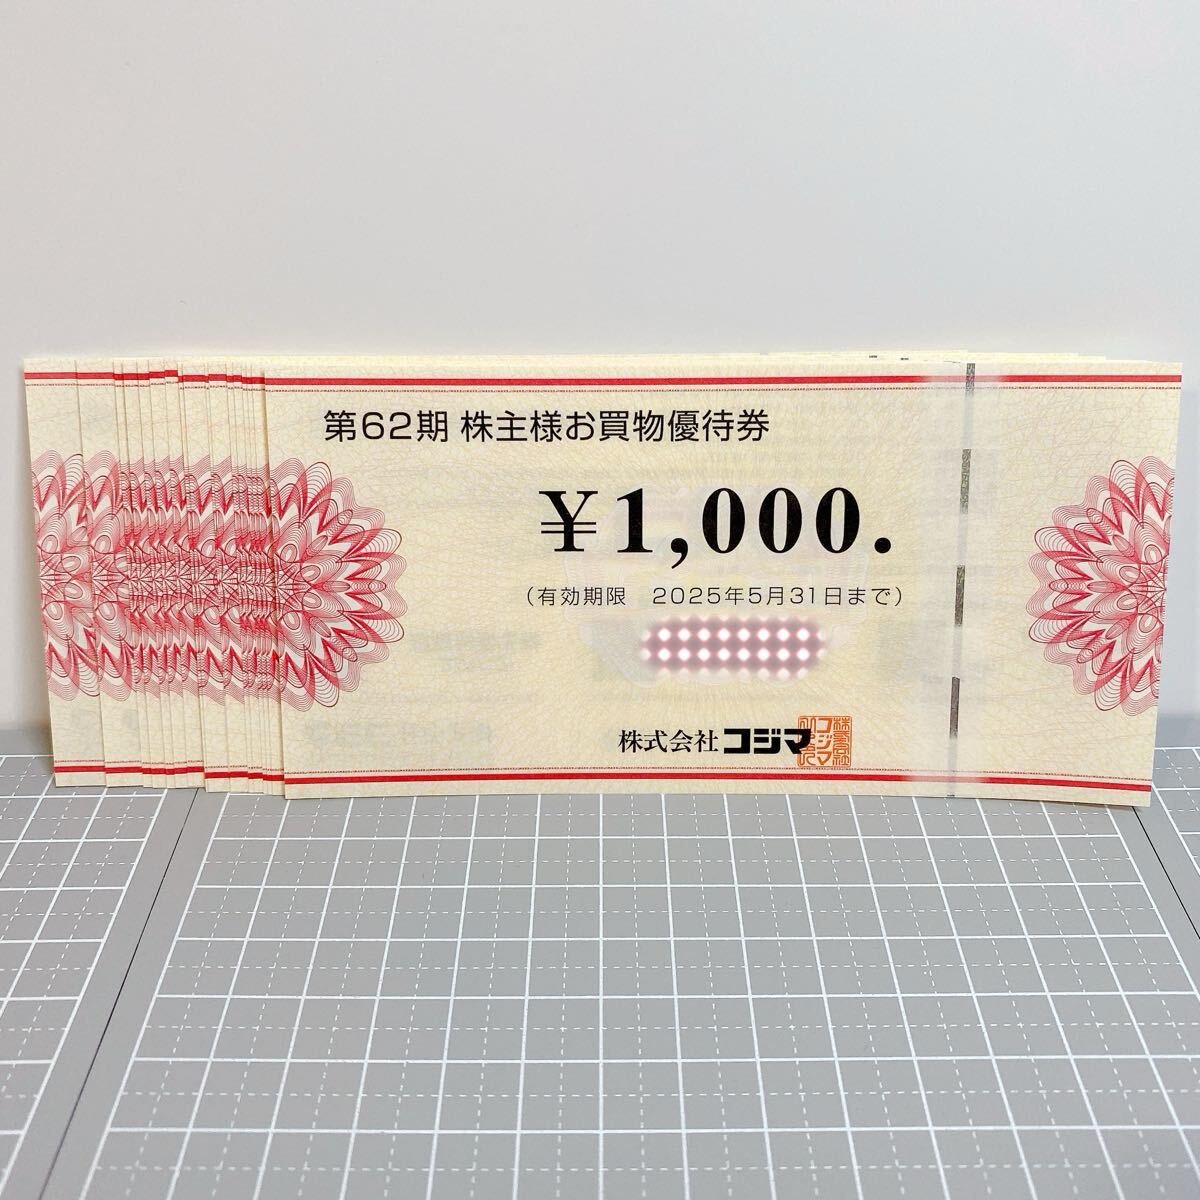 第62期 株主様お買物優待券
¥1,000.
（有効期限　2025年5月31日まで）
株式会社 コジマ